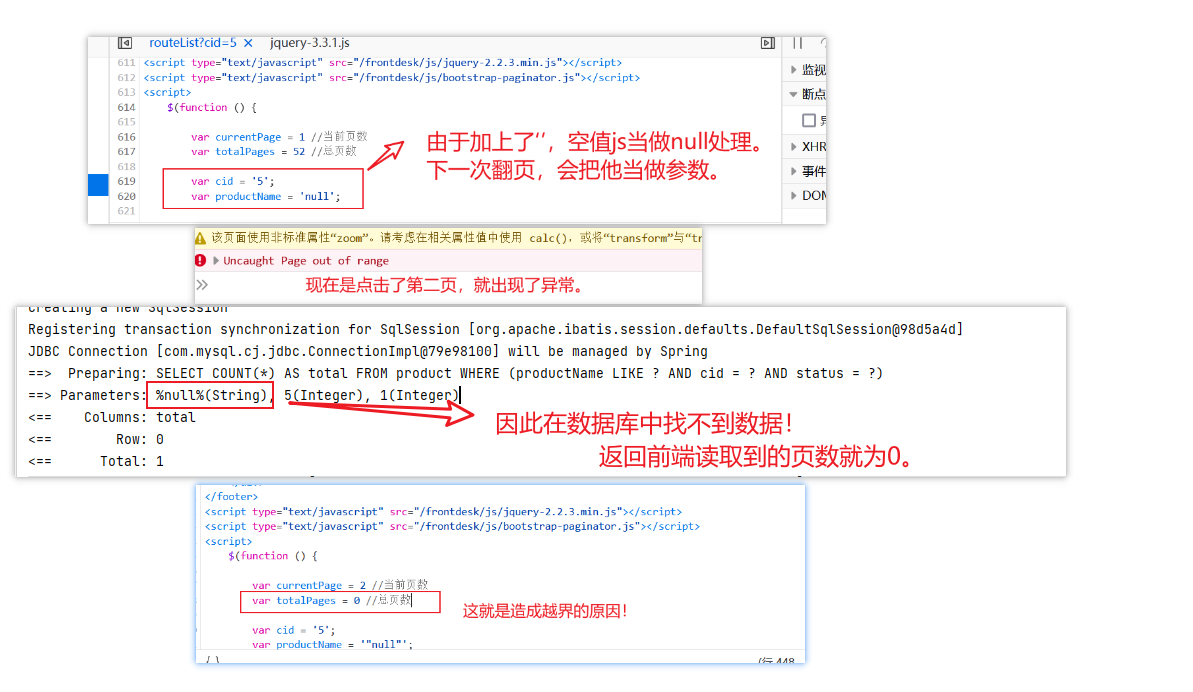 routeList?cid=5 × jquery-3.3.1.js
611 <script type="text/javascript" src="/frontdesk/js/jquery-2.2.3.min.js"></script>
612 <script type="text/javascript" src="/frontdesk/js/bootstrap-paginator.js"></script>
613 <script>
614 $(function () {
615
616 var currentPage = 1 //当前页数
617 var totalPages = 52 //总页数
618
619 var cid = '5';
620 var productName = 'null';
621
监视
断点
XHR
事件
DOM
由于加上了‘’，空值js当做null处理。
下一次翻页，会把他当做参数。
该页面使用非标准属性“zoom”。请考虑在相关属性值中使用 calc()，或将“transform”与“tr
Uncaught Page out of range
现在是点击了第二页，就出现了异常。
Creating a new SqlSession
Registering transaction synchronization for SqlSession [org.apache.ibatis.session.defaults.DefaultSqlSession@98d5a4d]
JDBC Connection [com.mysql.cj.jdbc.ConnectionImpl@79e98100] will be managed by Spring
==> Preparing: SELECT COUNT(*) AS total FROM product WHERE (productName LIKE ? AND cid = ? AND status = ?)
==> Parameters: %null%(String), 5(Integer), 1(Integer)
<== Columns: total
<== Row: 0
<== Total: 1
因此在数据库中找不到数据！
返回前端读取到的页数就为0。
</footer>
<script type="text/javascript" src="/frontdesk/js/jquery-2.2.3.min.js"></script>
<script type="text/javascript" src="/frontdesk/js/bootstrap-paginator.js"></script>
<script>
$(function () {
var currentPage = 2 //当前页数
var totalPages = 0 //总页数
这就是造成越界的原因！
var cid = '5';
var productName = '"null"';
{ } (行 448